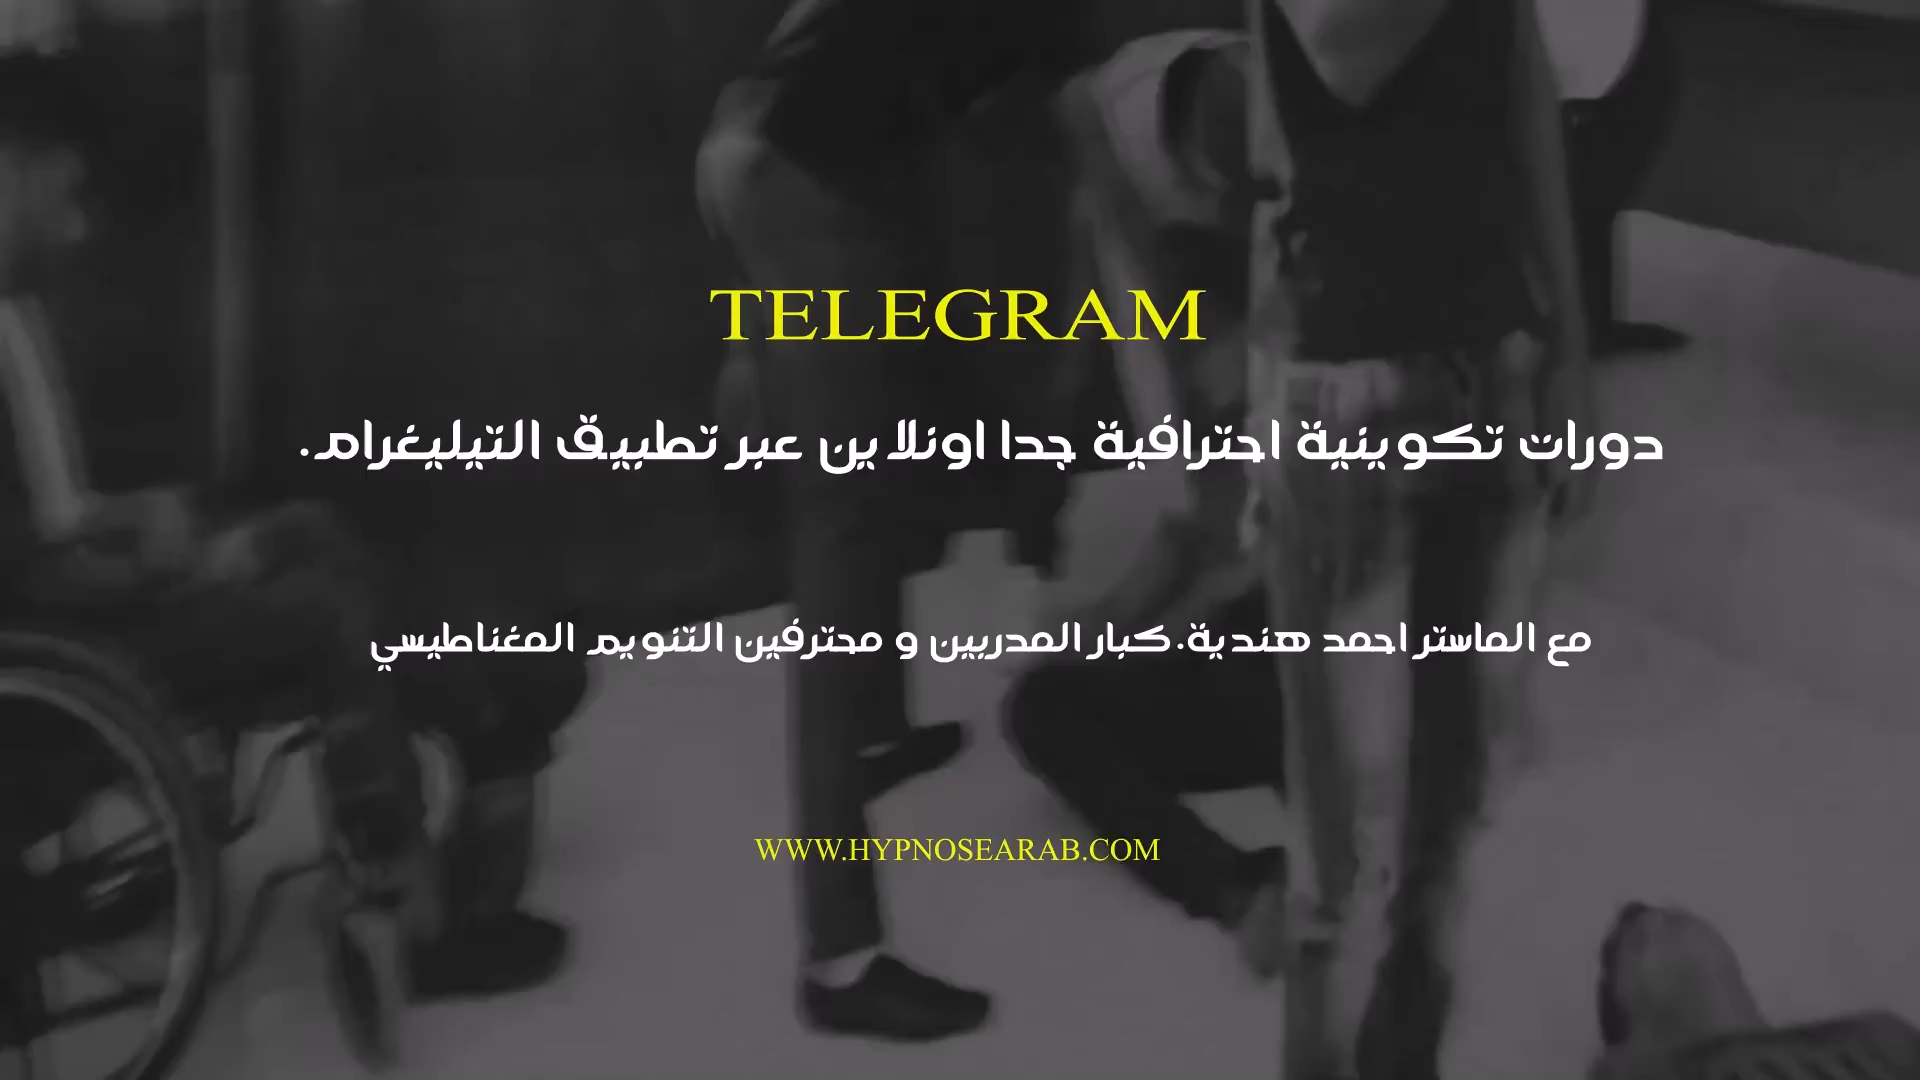 TELEGRAM
دورات تكوينية احترافية جدا اونلاين عبر تطبيق التيليغرام.
مع الماستر احمد هندية.كبار المدربين و محترفين التنويم المغناطيسي
WWW.HYPNOSEARAB.COM